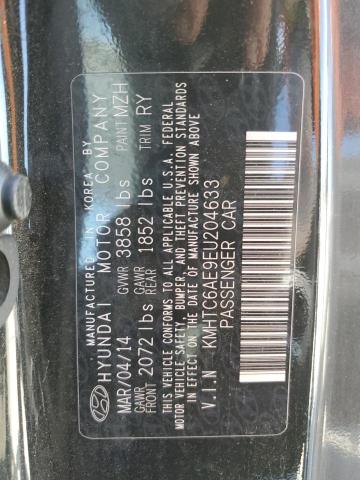 MANUFACTURED IN KOREA BY
HYUNDAI MOTOR COMPANY
MAR/04/14 GVWR 3858 lbs PAINT MZH
GAWR FRONT 2072 lbs GAWR REAR 1852 lbs TRIM RY
THIS VEHICLE CONFORMS TO ALL APPLICABLE U.S.A. FEDERAL
MOTOR VEHICLE SAFETY, BUMPER, AND THEFT PREVENTION STANDARDS
IN EFFECT ON THE DATE OF MANUFACTURE SHOWN ABOVE
V.I.N KMHTC6AE9EU204633
PASSENGER CAR